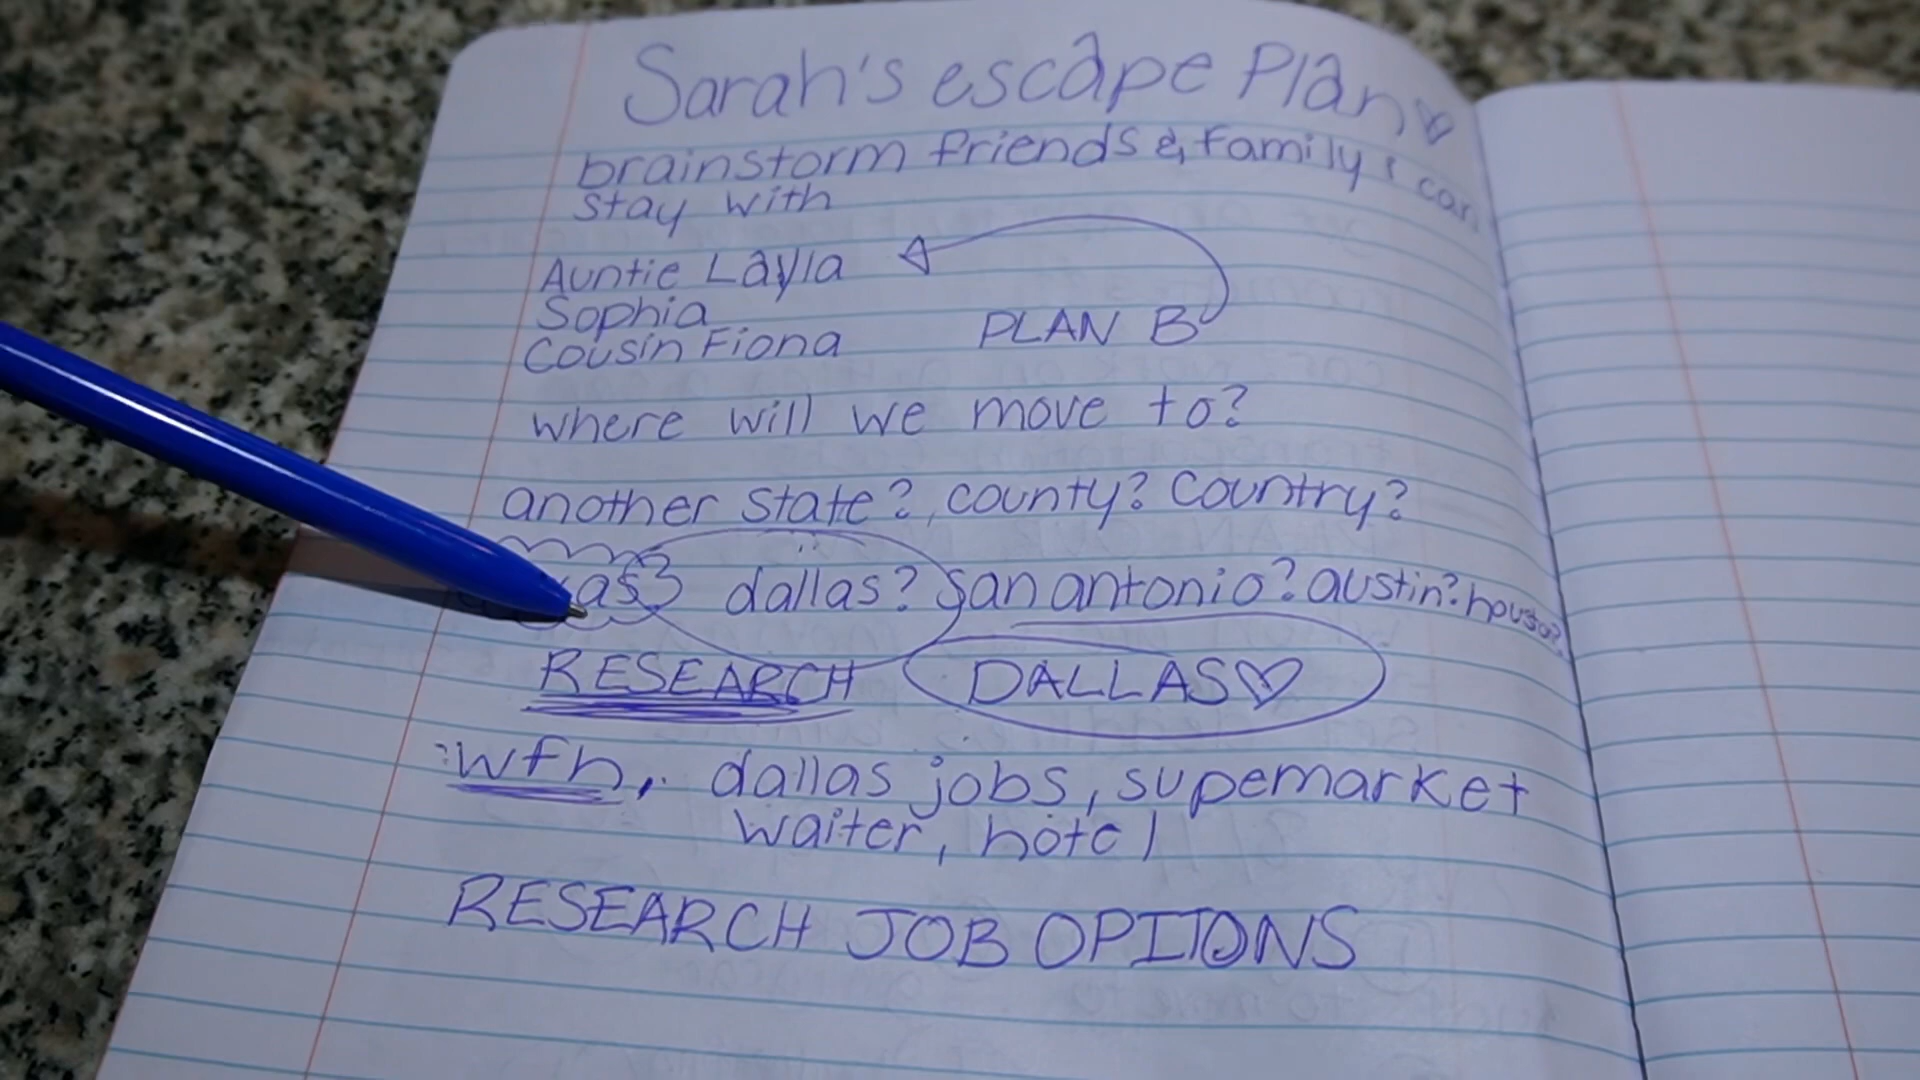 Sarah's escape Plan
brainstorm friends & family i can
stay with
Auntie Layla
Sophia
Cousin Fiona PLAN B
where will we move to?
another state?, county? Country?
dallas? San antonio? austin?
RESEARCH DALLAS♡
wfh, dallas jobs, supemarket
waiter, hotel
RESEARCH JOB OPITONS